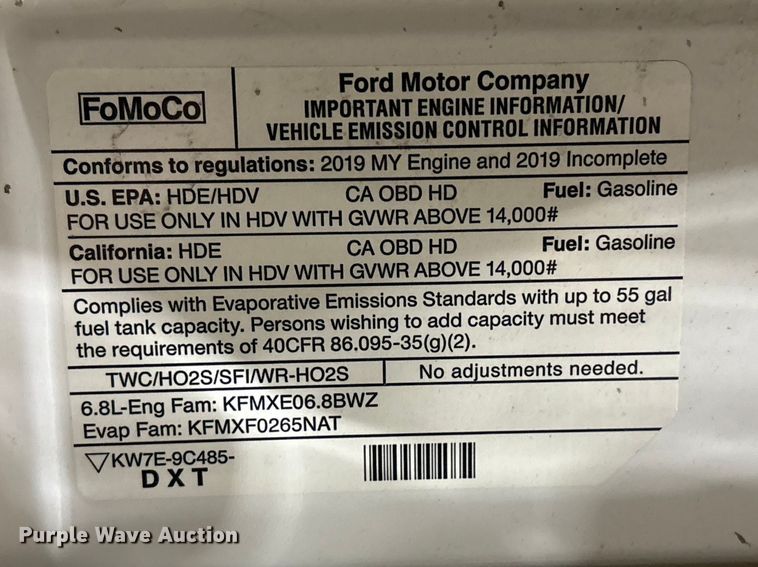 FoMoCo
Ford Motor Company
IMPORTANT ENGINE INFORMATION/
VEHICLE EMISSION CONTROL INFORMATION
Conforms to regulations: 2019 MY Engine and 2019 Incomplete
U.S. EPA: HDE/HDV CA OBD HD Fuel: Gasoline
FOR USE ONLY IN HDV WITH GVWR ABOVE 14,000#
California: HDE CA OBD HD Fuel: Gasoline
FOR USE ONLY IN HDV WITH GVWR ABOVE 14,000#
Complies with Evaporative Emissions Standards with up to 55 gal
fuel tank capacity. Persons wishing to add capacity must meet
the requirements of 40CFR 86.095-35(g)(2).
TWC/HO2S/SFI/WR-HO2S No adjustments needed.
6.8L-Eng Fam: KFMXE06.8BWZ
Evap Fam: KFMXF0265NAT
KW7E-9C485-
DXT
Purple Wave Auction